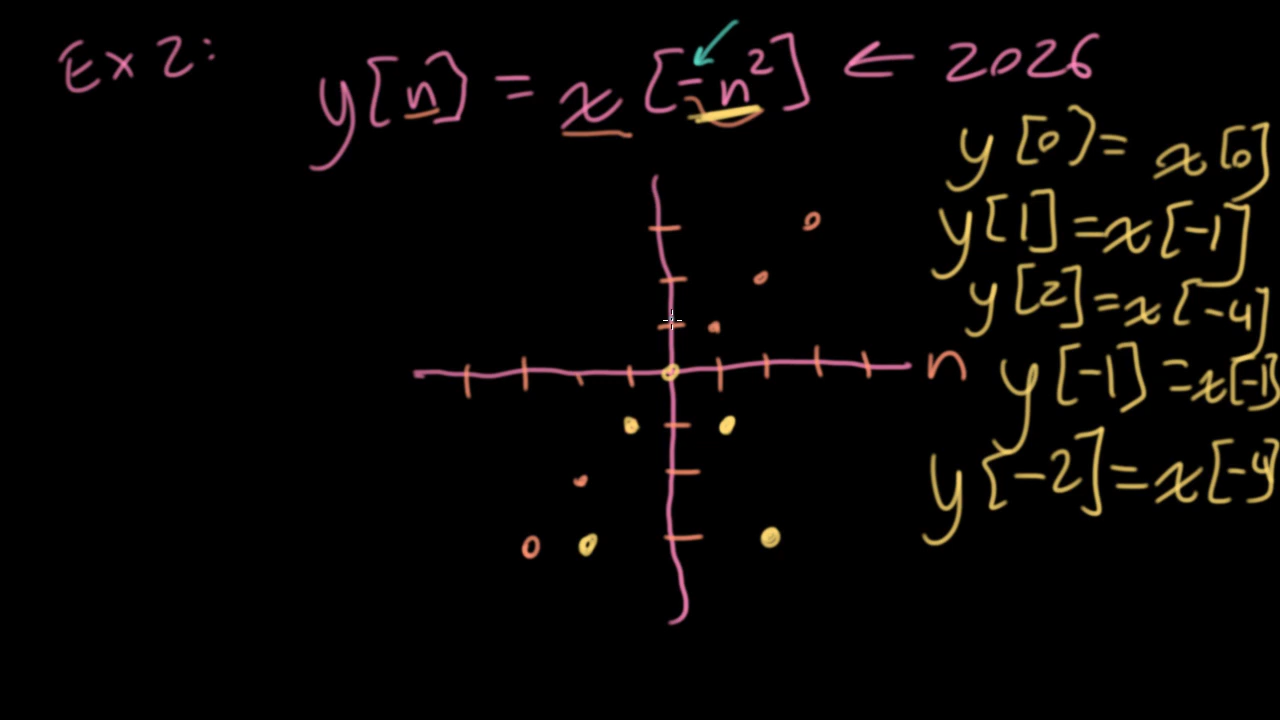 Ex 2:
y[n] = x[-n²] ← 2026
y[0] = x[0]
y[1] = x[-1]
y[2] = x[-4]
n
y[-1] = x[-1]
y[-2] = x[-4]